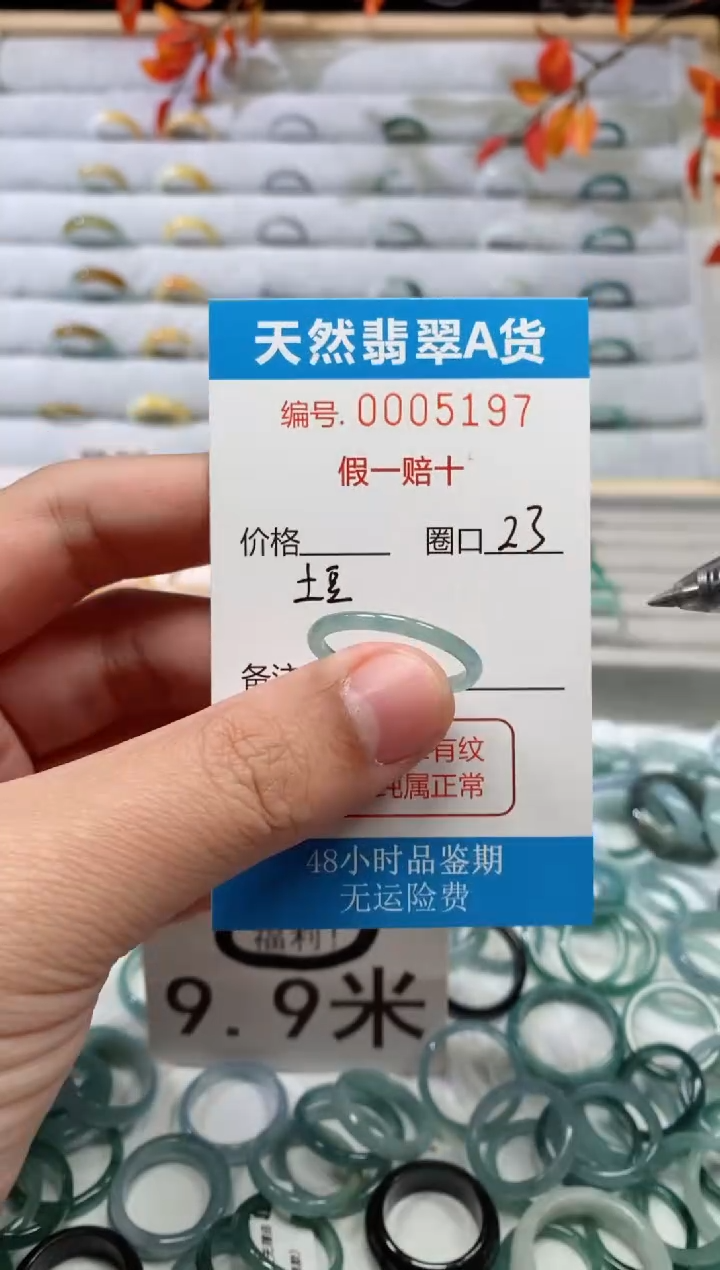 天然翡翠A货
编号. 0005197
假一赔十
价格 圈口 23
土豆
备注
有纹
纯属正常
48小时品鉴期
无运险费
福利！
9.9米